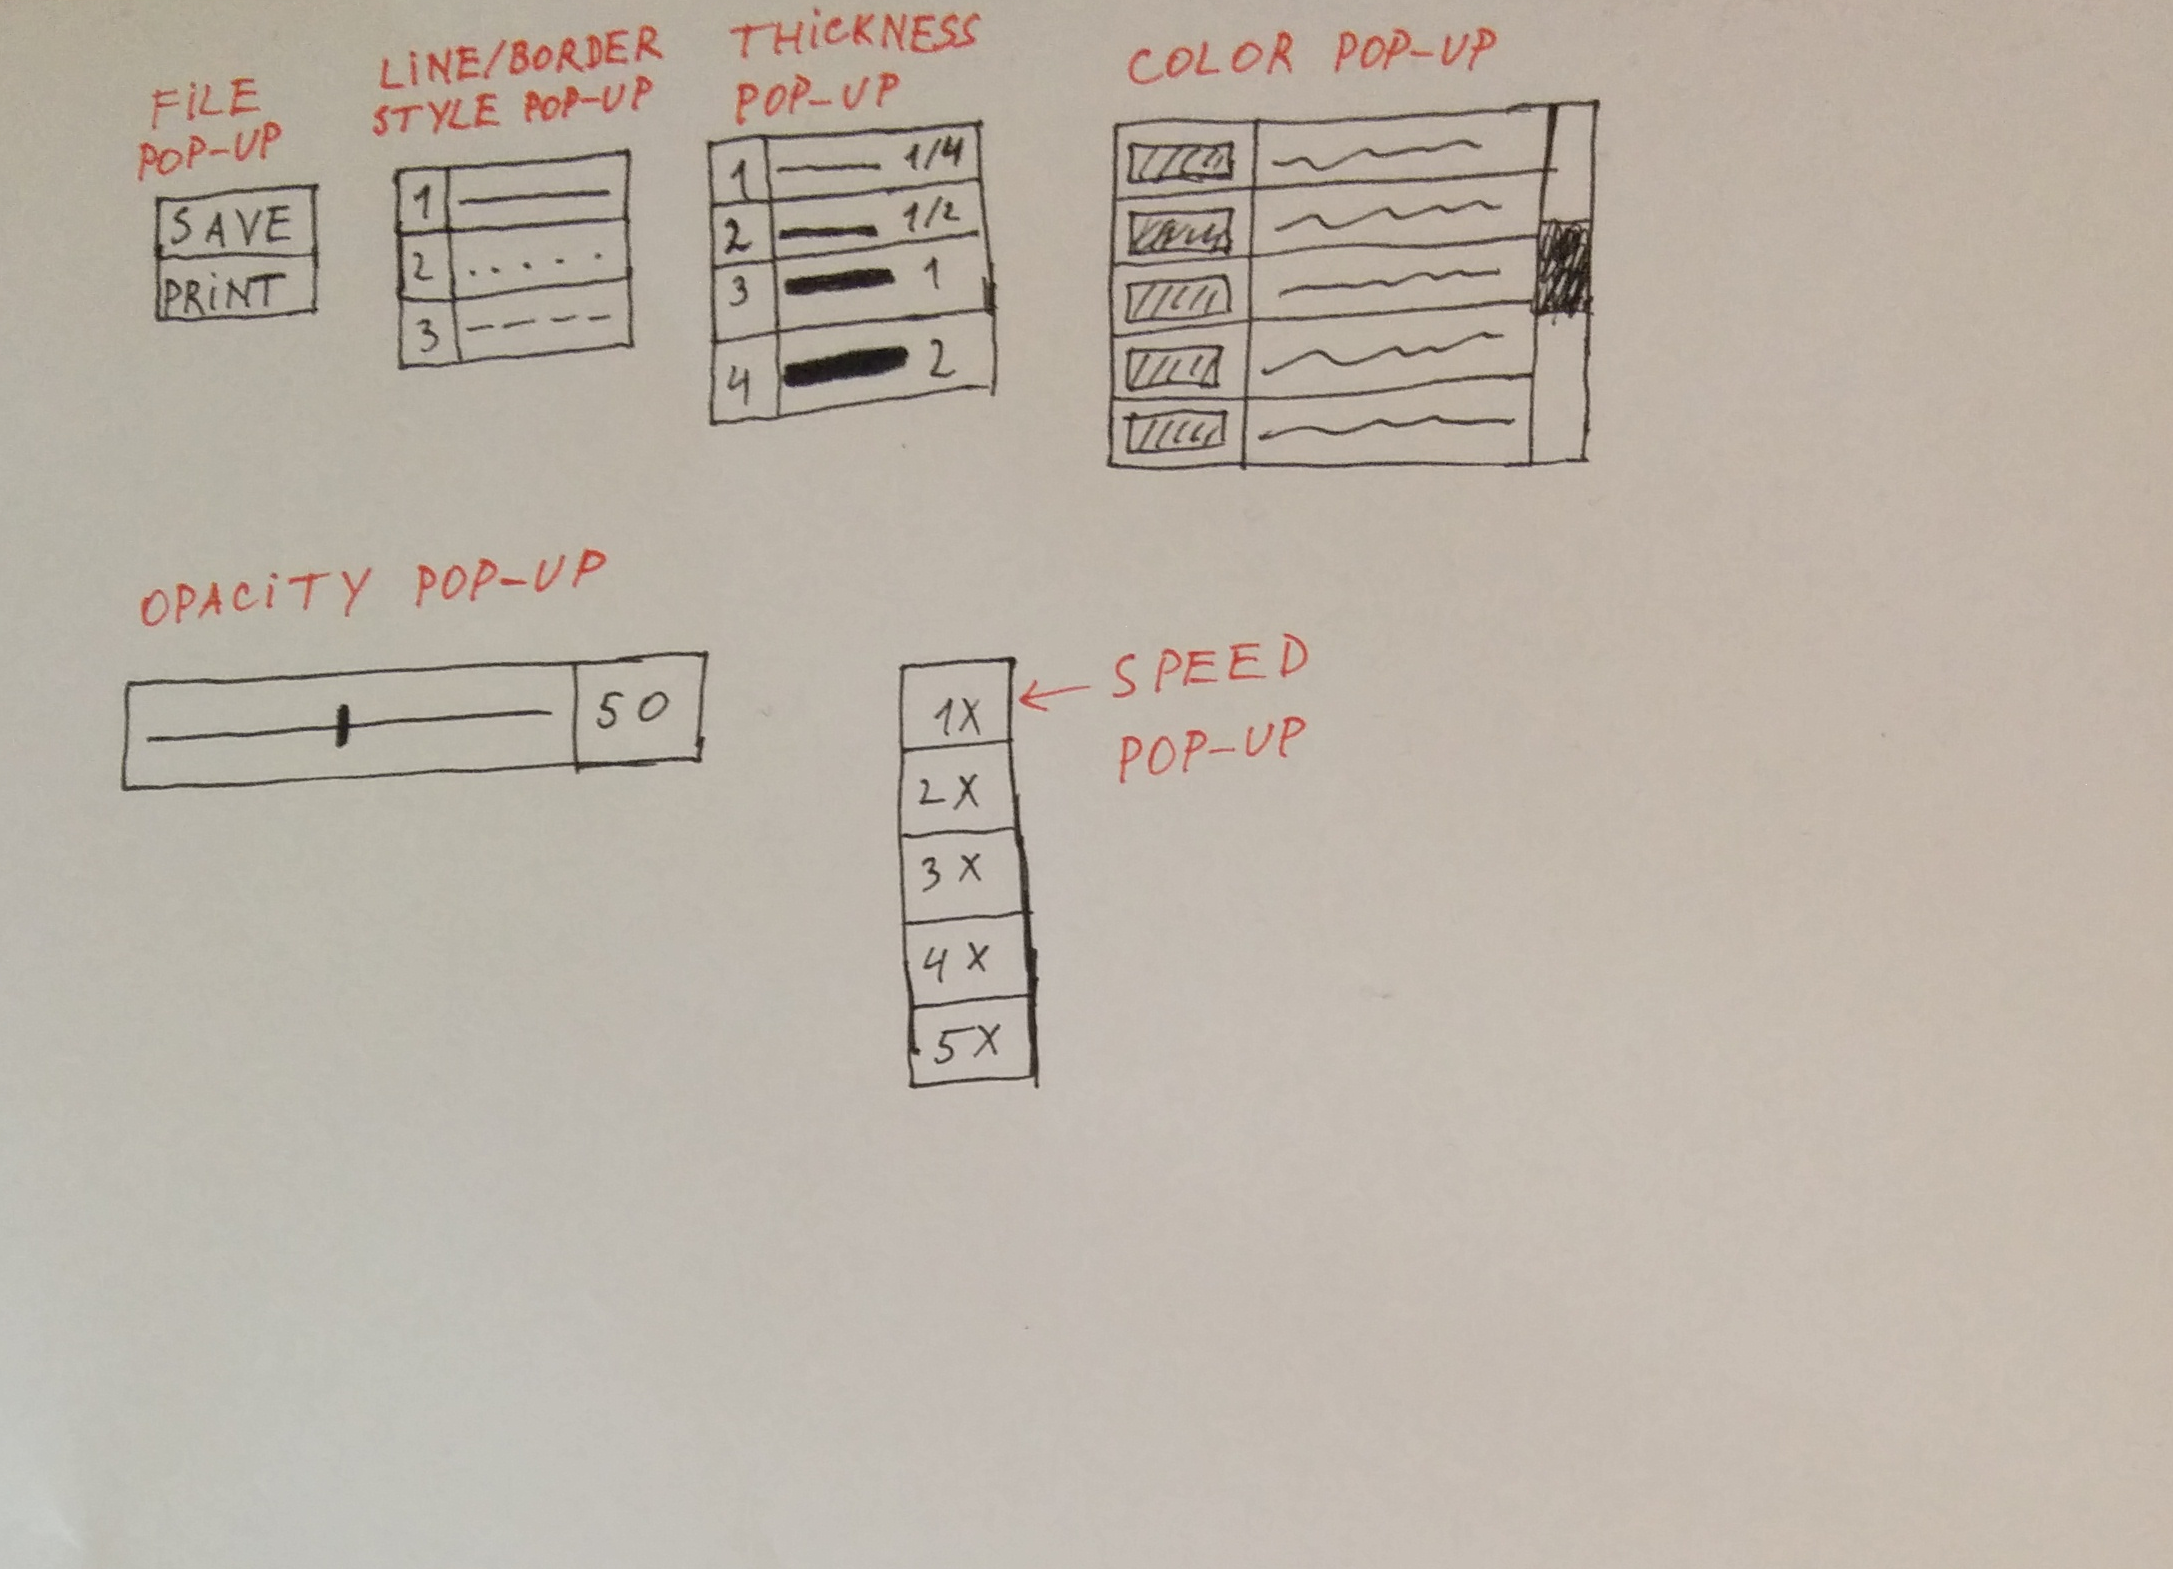 FiLE
POP-UP
SAVE
PRiNT
LiNE/BORDER
STYLE POP-UP
1
2
3
THiCKNESS
POP-UP
1 1/4
2 1/2
3 1
4 2
COLOR POP-UP
OPACiTY POP-UP
50
1X
2X
3X
4X
5X
SPEED
POP-UP